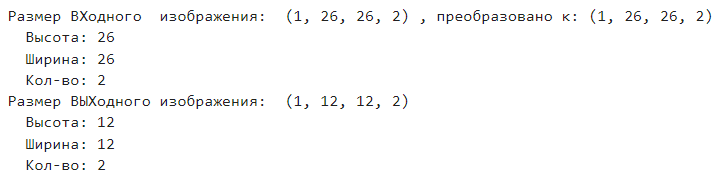 Размер ВХодного  изображения:  (1, 26, 26, 2) , преобразовано к: (1, 26, 26, 2)
  Высота: 26
  Ширина: 26
  Кол-во: 2
Размер ВЫХодного изображения:  (1, 12, 12, 2)
  Высота: 12
  Ширина: 12
  Кол-во: 2